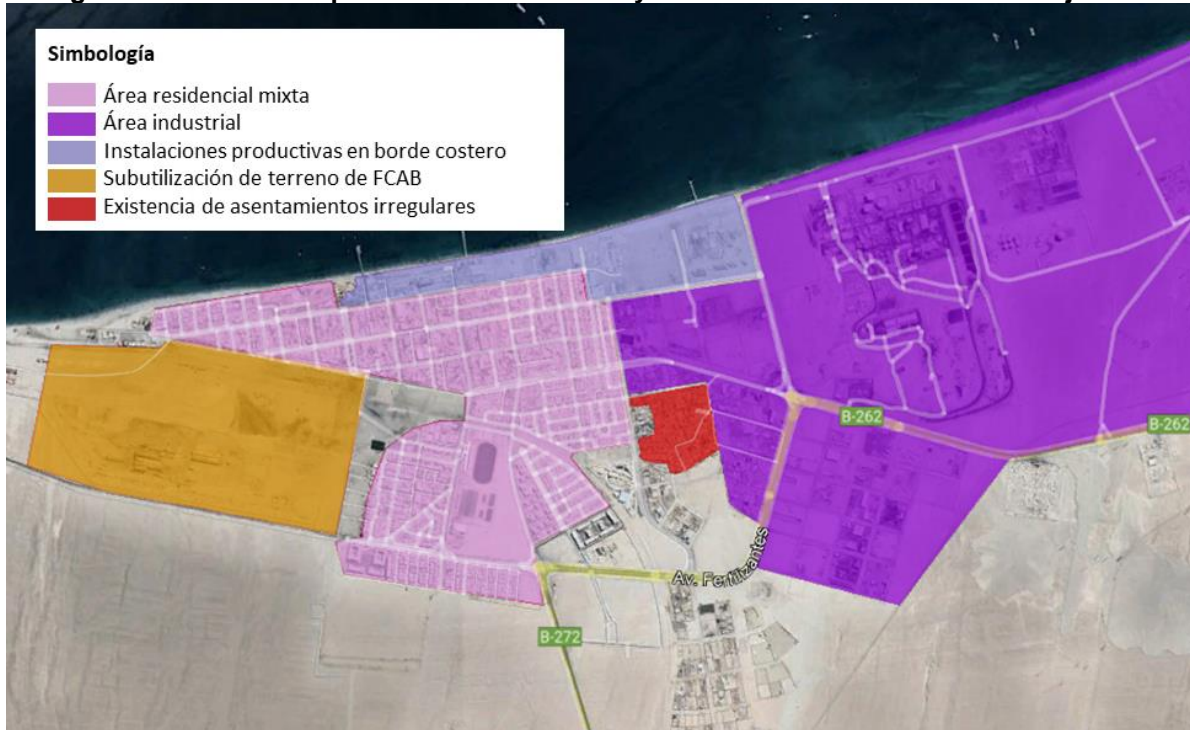 Simbología
Área residencial mixta
Área industrial
Instalaciones productivas en borde costero
Subutilización de terreno de FCAB
Existencia de asentamientos irregulares
B-262
B-262
Av. Fertilizantes
B-272